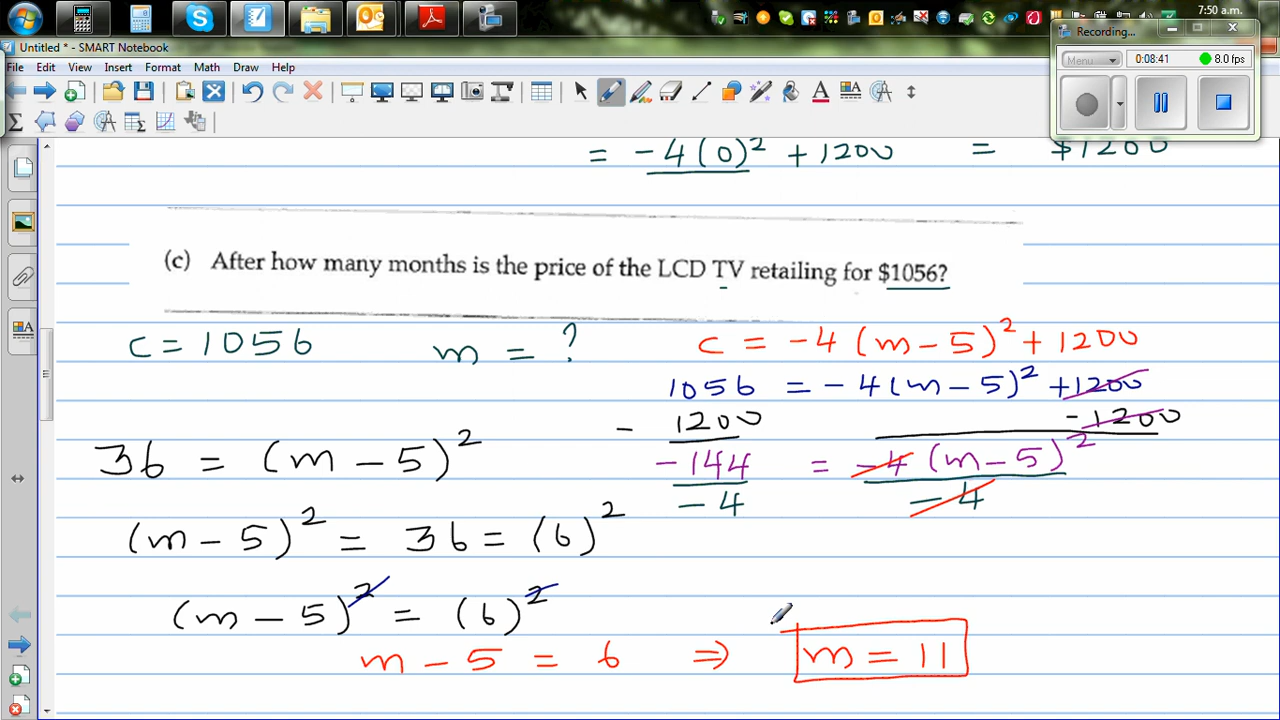 7:50 a.m.
Untitled * - SMART Notebook
Recording...
File Edit View Insert Format Math Draw Help
Menu
0:08:41
8.0 fps
= -4(0)² + 1200 = $1200
(c) After how many months is the price of the LCD TV retailing for $1056?
c = 1056 m = ? c = -4(m-5)² + 1200
1056 = -4(m-5)² +1200
- 1200 -1200
36 = (m-5)² -144 = -4(m-5)²
-4 -4
(m-5)² = 36 = (6)²
(m-5)² = (6)²
m-5 = 6 ⇒ m = 11